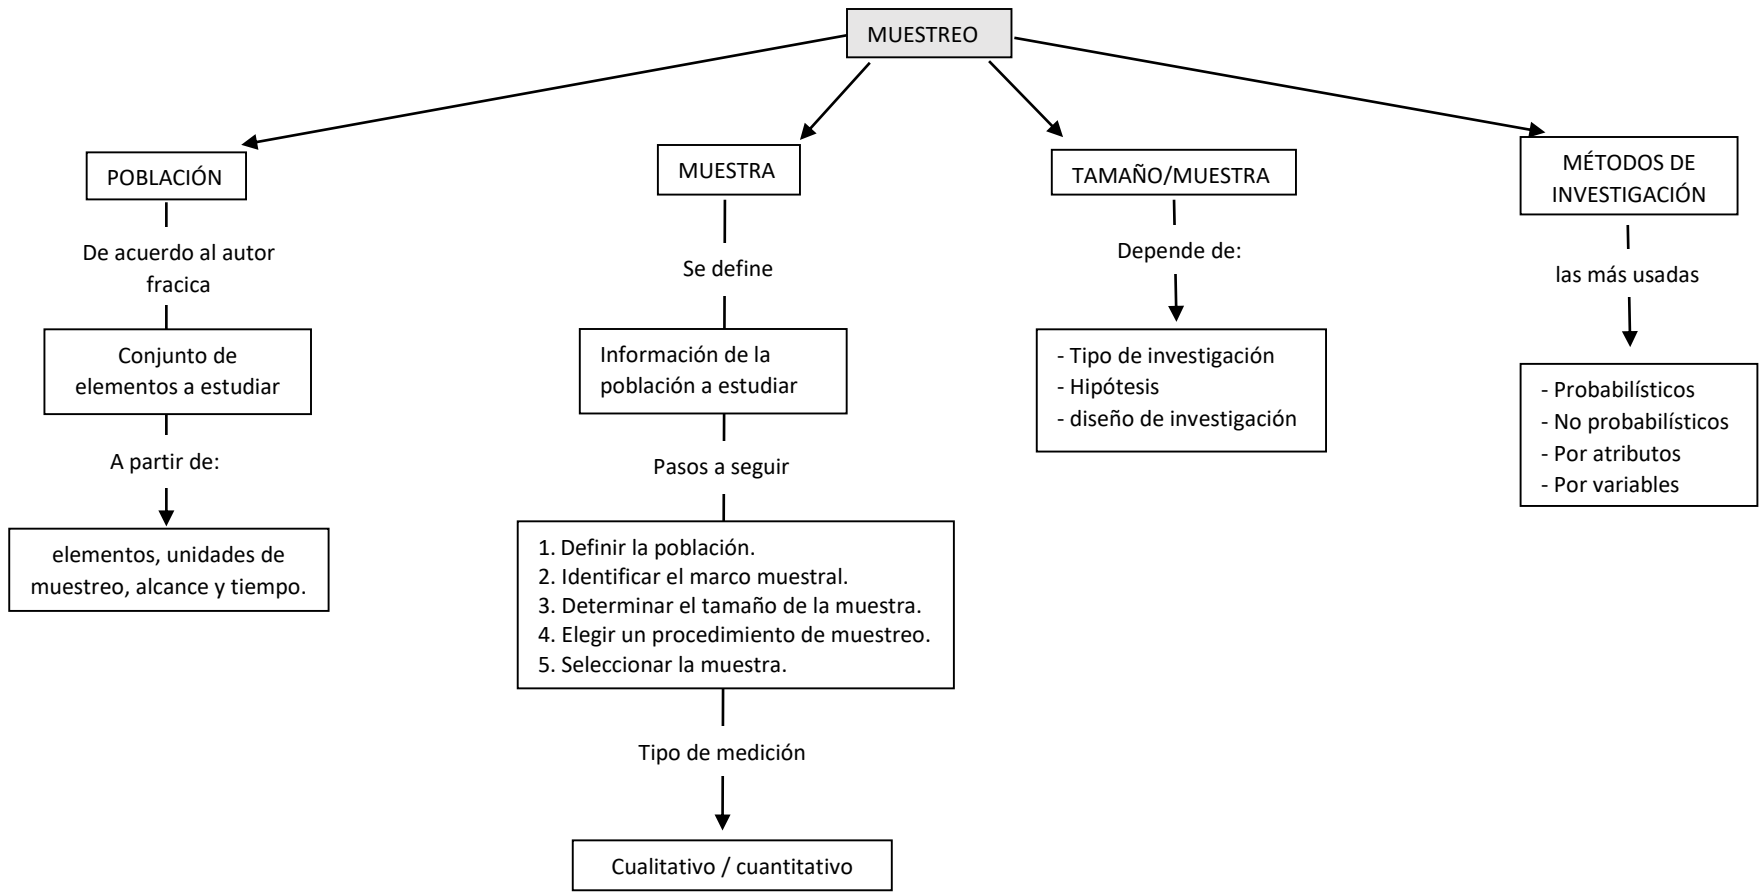 MUESTREO
POBLACIÓN
De acuerdo al autor
fracica
Conjunto de
elementos a estudiar
A partir de:
elementos, unidades de
muestreo, alcance y tiempo.
MUESTRA
Se define
Información de la
población a estudiar
Pasos a seguir
1. Definir la población.
2. Identificar el marco muestral.
3. Determinar el tamaño de la muestra.
4. Elegir un procedimiento de muestreo.
5. Seleccionar la muestra.
Tipo de medición
Cualitativo / cuantitativo
TAMAÑO/MUESTRA
Depende de:
- Tipo de investigación
- Hipótesis
- diseño de investigación
MÉTODOS DE
INVESTIGACIÓN
las más usadas
- Probabilísticos
- No probabilísticos
- Por atributos
- Por variables